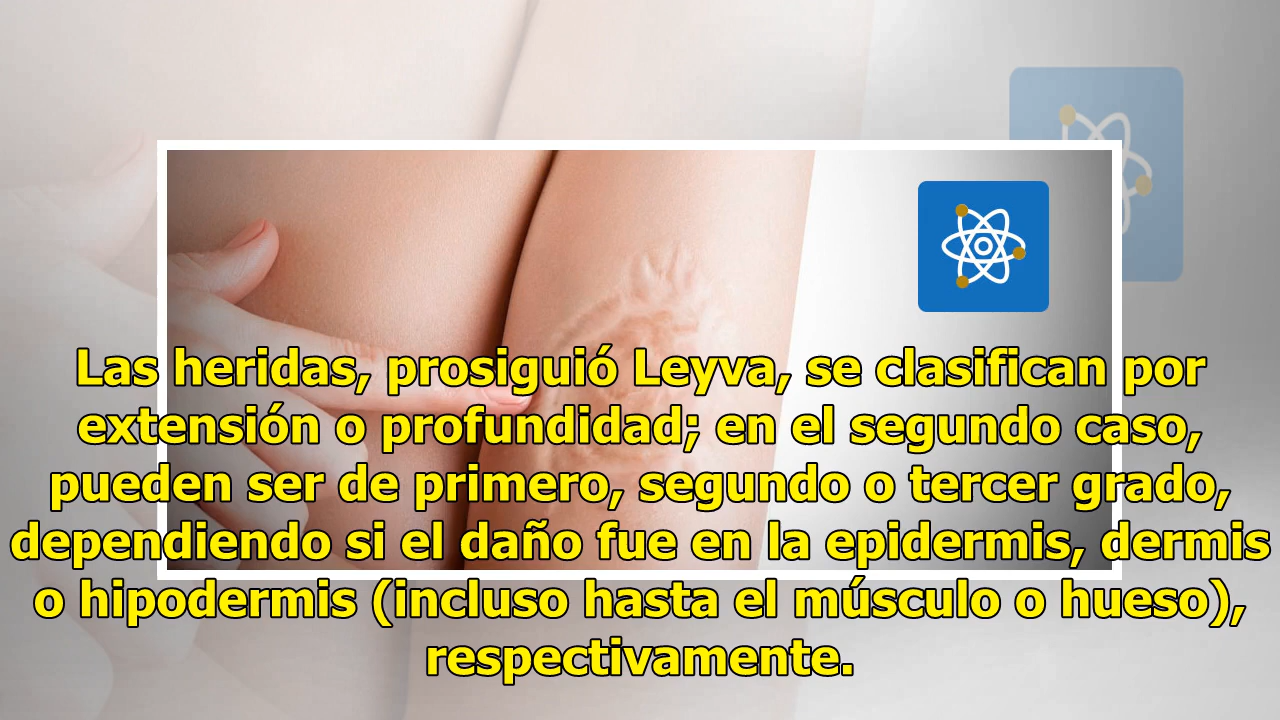 Las heridas, prosiguió Leyva, se clasifican por
extensión o profundidad; en el segundo caso,
pueden ser de primero, segundo o tercer grado,
dependiendo si el daño fue en la epidermis, dermis
o hipodermis (incluso hasta el músculo o hueso),
respectivamente.